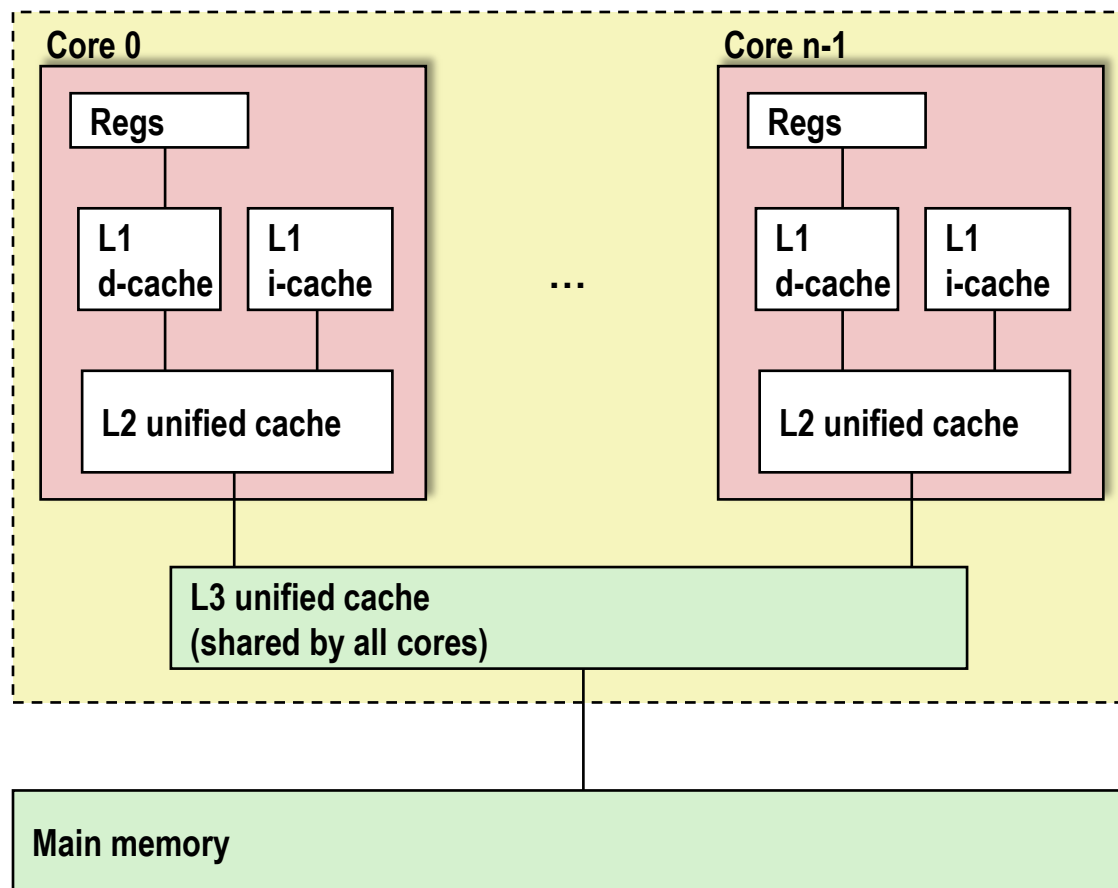 Core 0
Regs
L1
d-cache
L1
i-cache
L2 unified cache
...
Core n-1
Regs
L1
d-cache
L1
i-cache
L2 unified cache
L3 unified cache
(shared by all cores)
Main memory